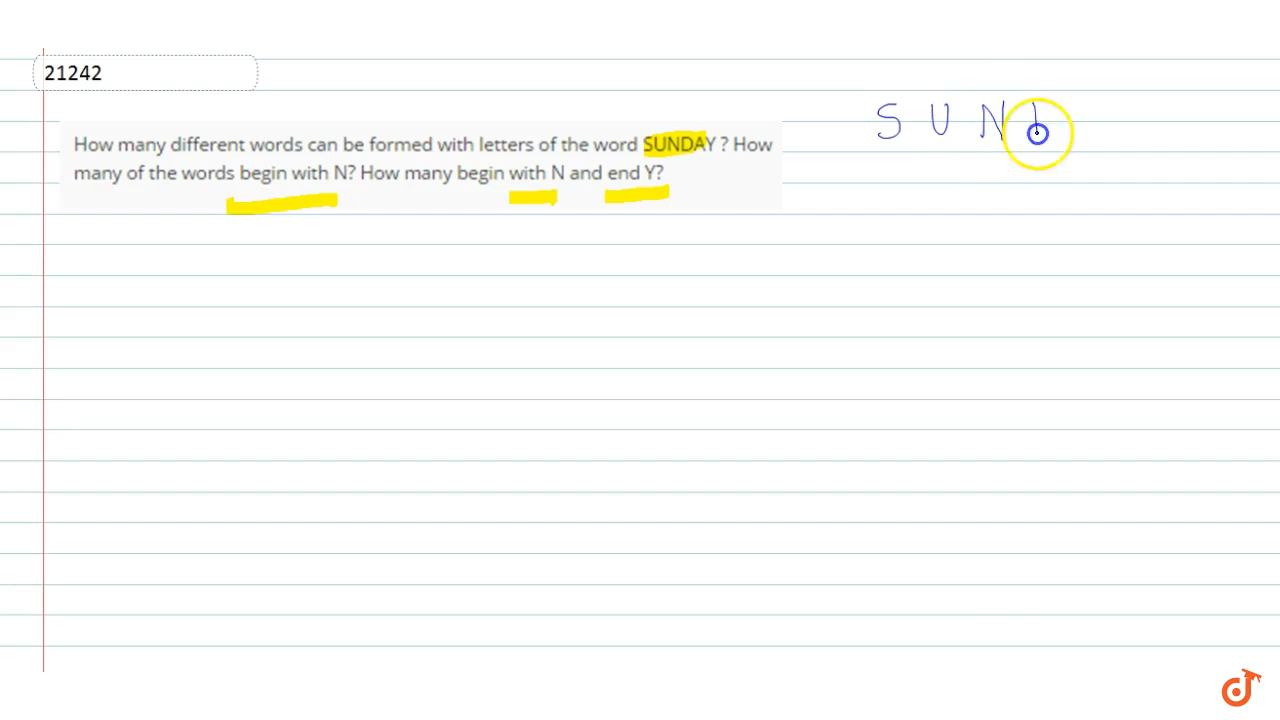 21242
How many different words can be formed with letters of the word SUNDAY ? How
many of the words begin with N? How many begin with N and end Y?
S U N